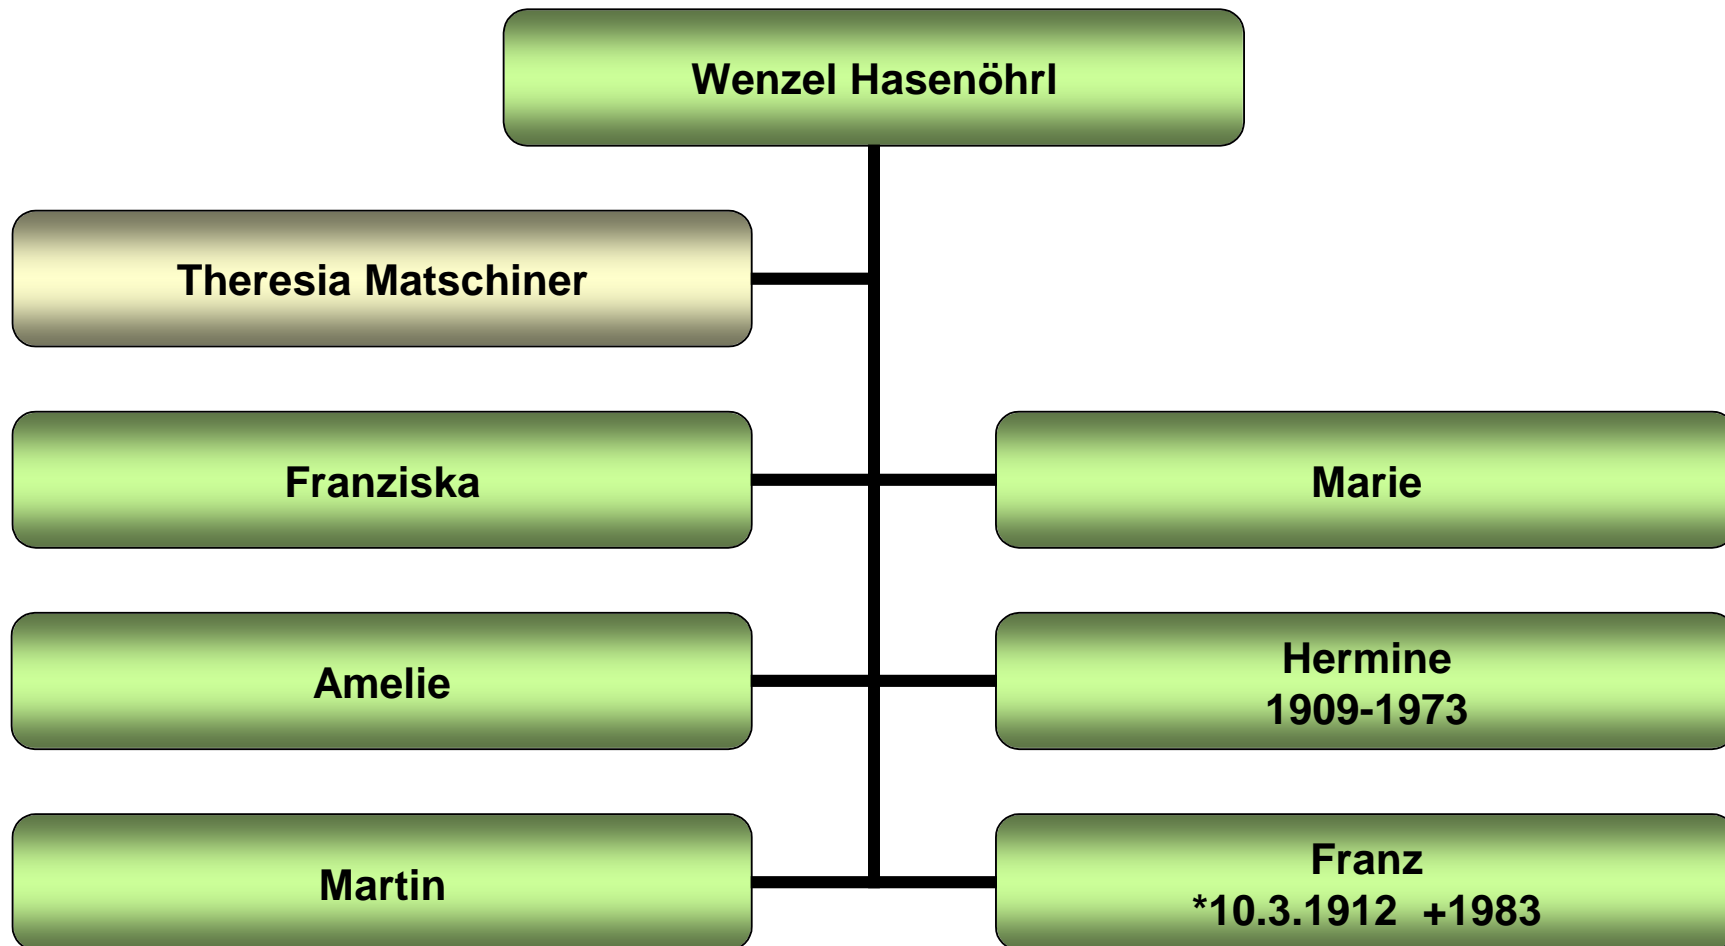 Wenzel Hasenöhrl
Theresia Matschiner
Franziska
Marie
Amelie
Hermine
1909-1973
Martin
Franz
*10.3.1912 +1983